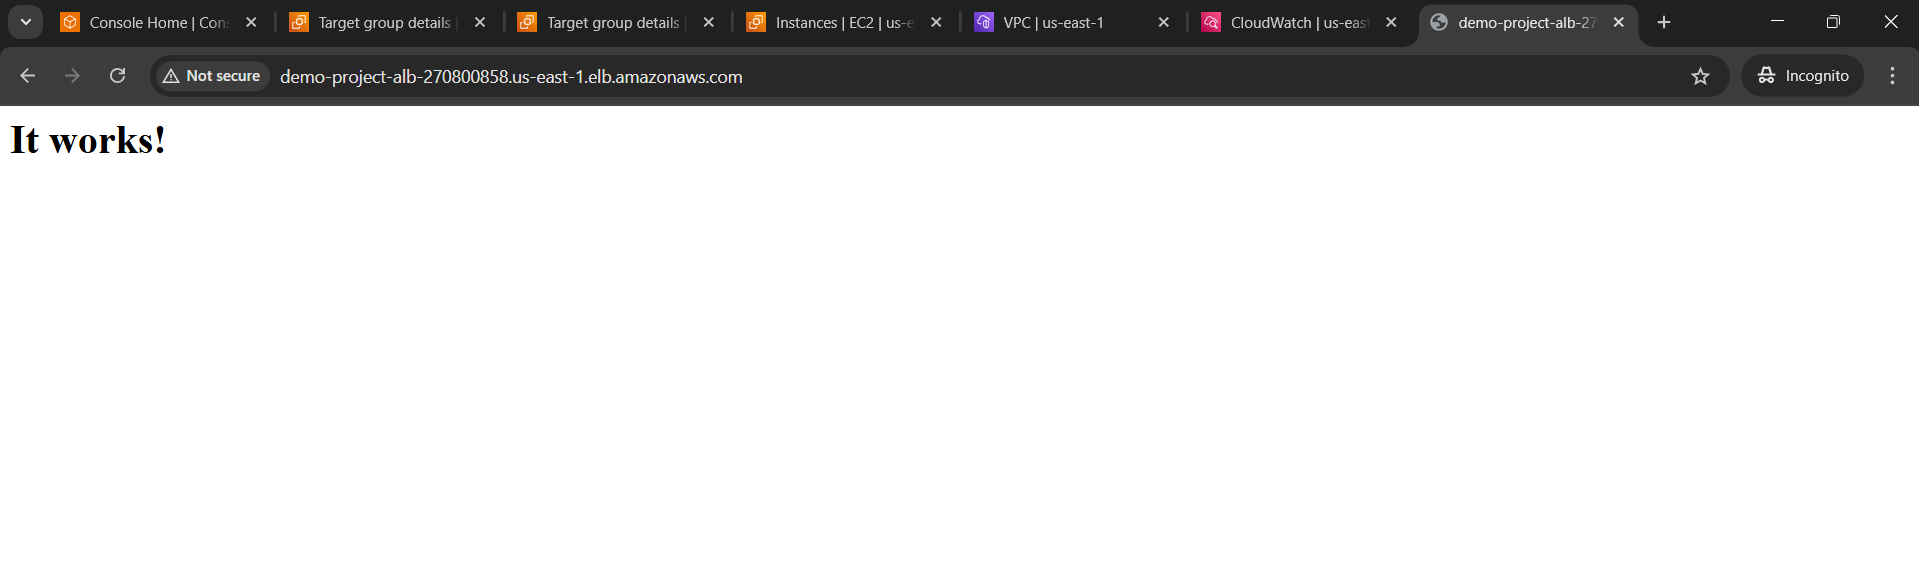 Console Home | Con
Target group details
Target group details
Instances | EC2 | us-e
VPC | us-east-1
CloudWatch | us-east
demo-project-alb-27
Not secure
demo-project-alb-270800858.us-east-1.elb.amazonaws.com
Incognito
It works!